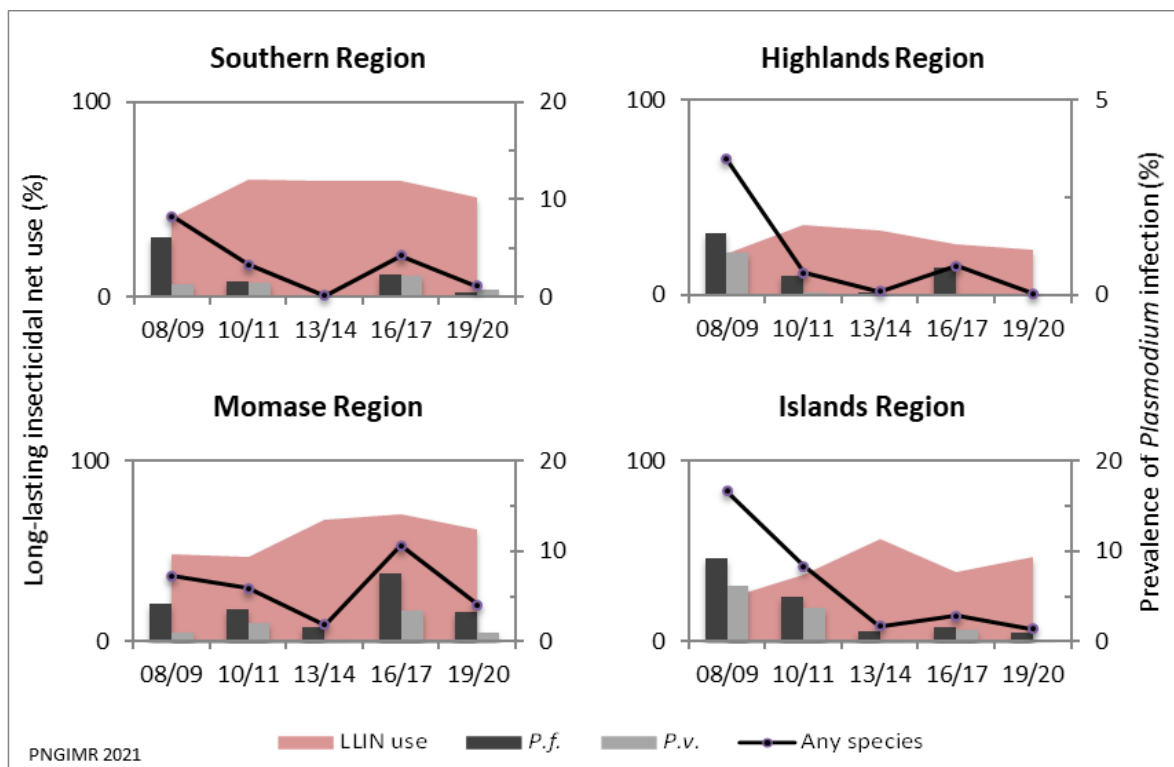 Southern Region
Highlands Region
Long-lasting insecticidal net use (%)
100
20
10
0
0
08/09 10/11 13/14 16/17 19/20
100
5
0
0
08/09 10/11 13/14 16/17 19/20
Prevalence of Plasmodium infection (%)
Momase Region
Islands Region
100
20
10
0
0
08/09 10/11 13/14 16/17 19/20
100
20
10
0
0
08/09 10/11 13/14 16/17 19/20
LLIN use P.f. P.v. Any species
PNGIMR 2021